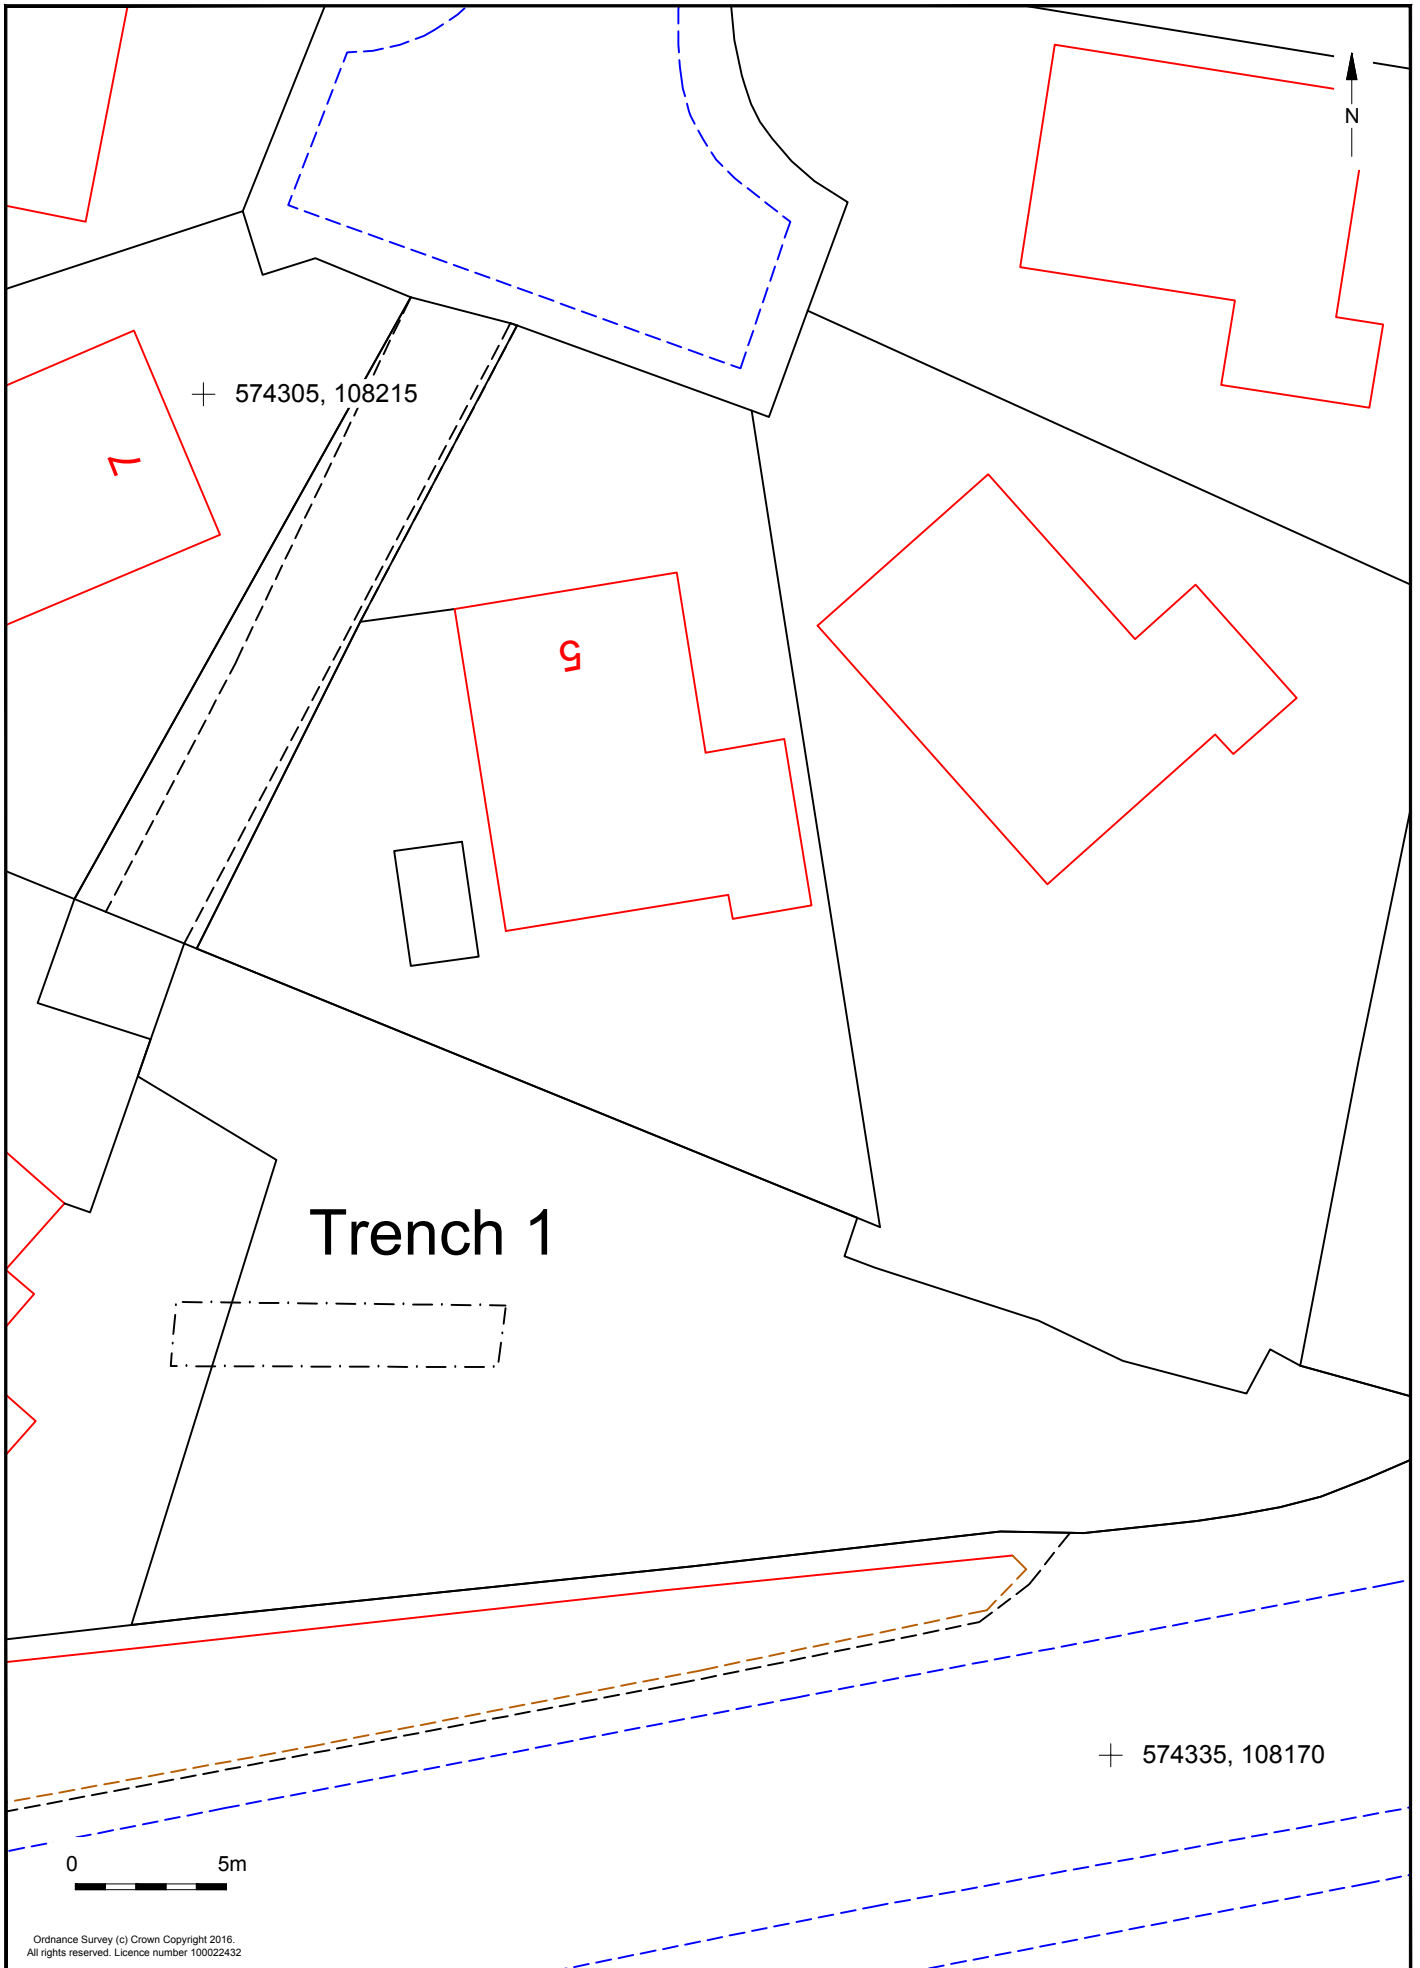 N
574305, 108215
7
5
Trench 1
574335, 108170
0 5m
Ordnance Survey (c) Crown Copyright 2016.
All rights reserved. Licence number 100022432